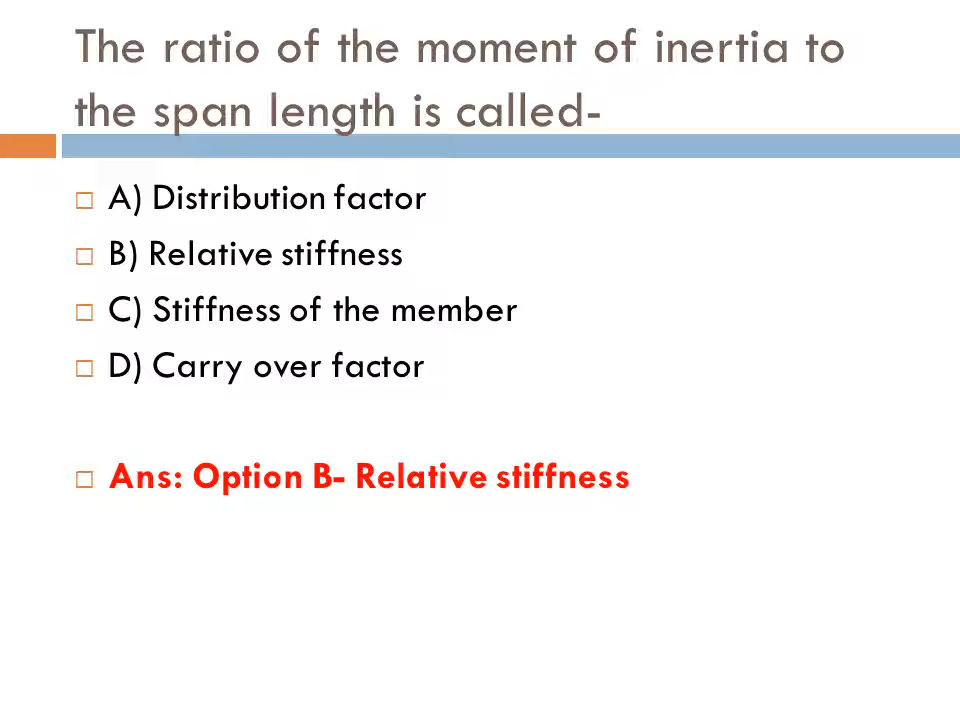 The ratio of the moment of inertia to
the span length is called-
A) Distribution factor
B) Relative stiffness
C) Stiffness of the member
D) Carry over factor
Ans: Option B- Relative stiffness